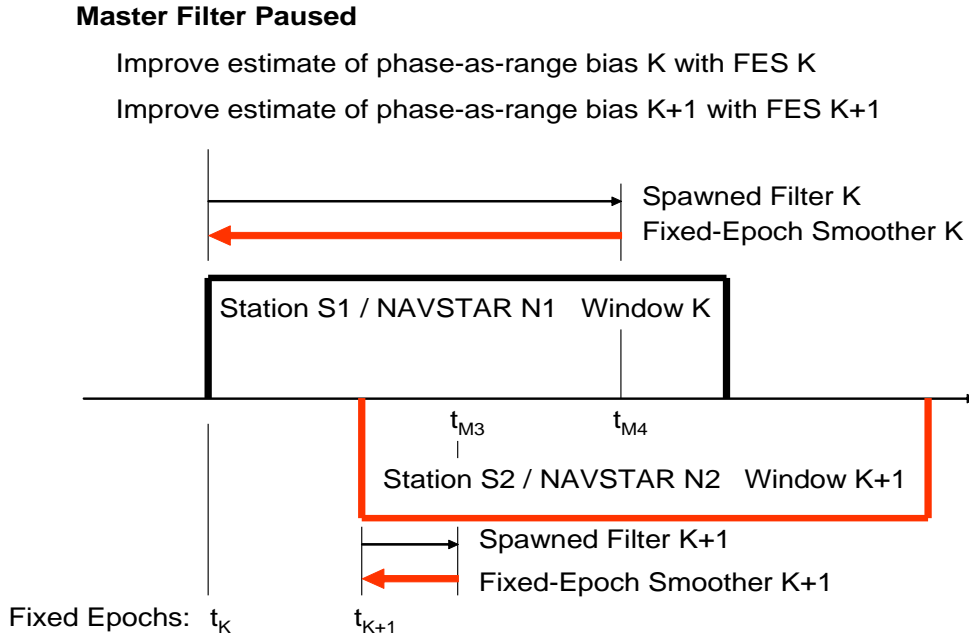 Master Filter Paused
Improve estimate of phase-as-range bias K with FES K
Improve estimate of phase-as-range bias K+1 with FES K+1
Spawned Filter K
Fixed-Epoch Smoother K
Station S1 / NAVSTAR N1 Window K
tM3 tM4
Station S2 / NAVSTAR N2 Window K+1
Spawned Filter K+1
Fixed-Epoch Smoother K+1
Fixed Epochs: tK tK+1